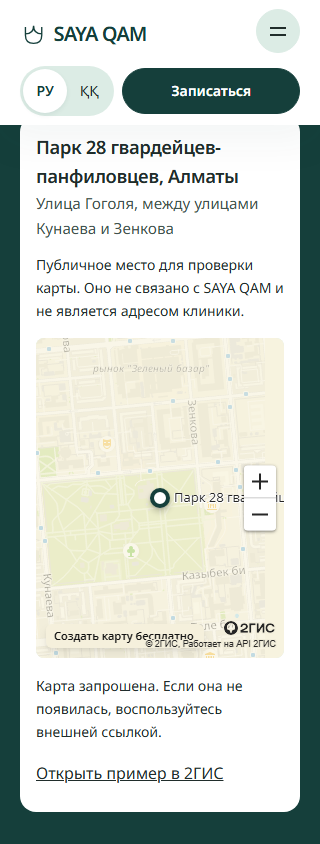 SAYA QAM
РУ
ҚҚ
Записаться
Парк 28 гвардейцев-
панфиловцев, Алматы
Улица Гоголя, между улицами
Кунаева и Зенкова
Публичное место для проверки
карты. Оно не связано с SAYA QAM и
не является адресом клиники.
рынок "Зеленый базар"
Зенкова
Парк 28
Казыбек би
Кунаева
Создать карту бесплатно
2ГИС
© 2ГИС, Работает на API 2ГИС
Карта запрошена. Если она не
появилась, воспользуйтесь
внешней ссылкой.
Открыть пример в 2ГИС